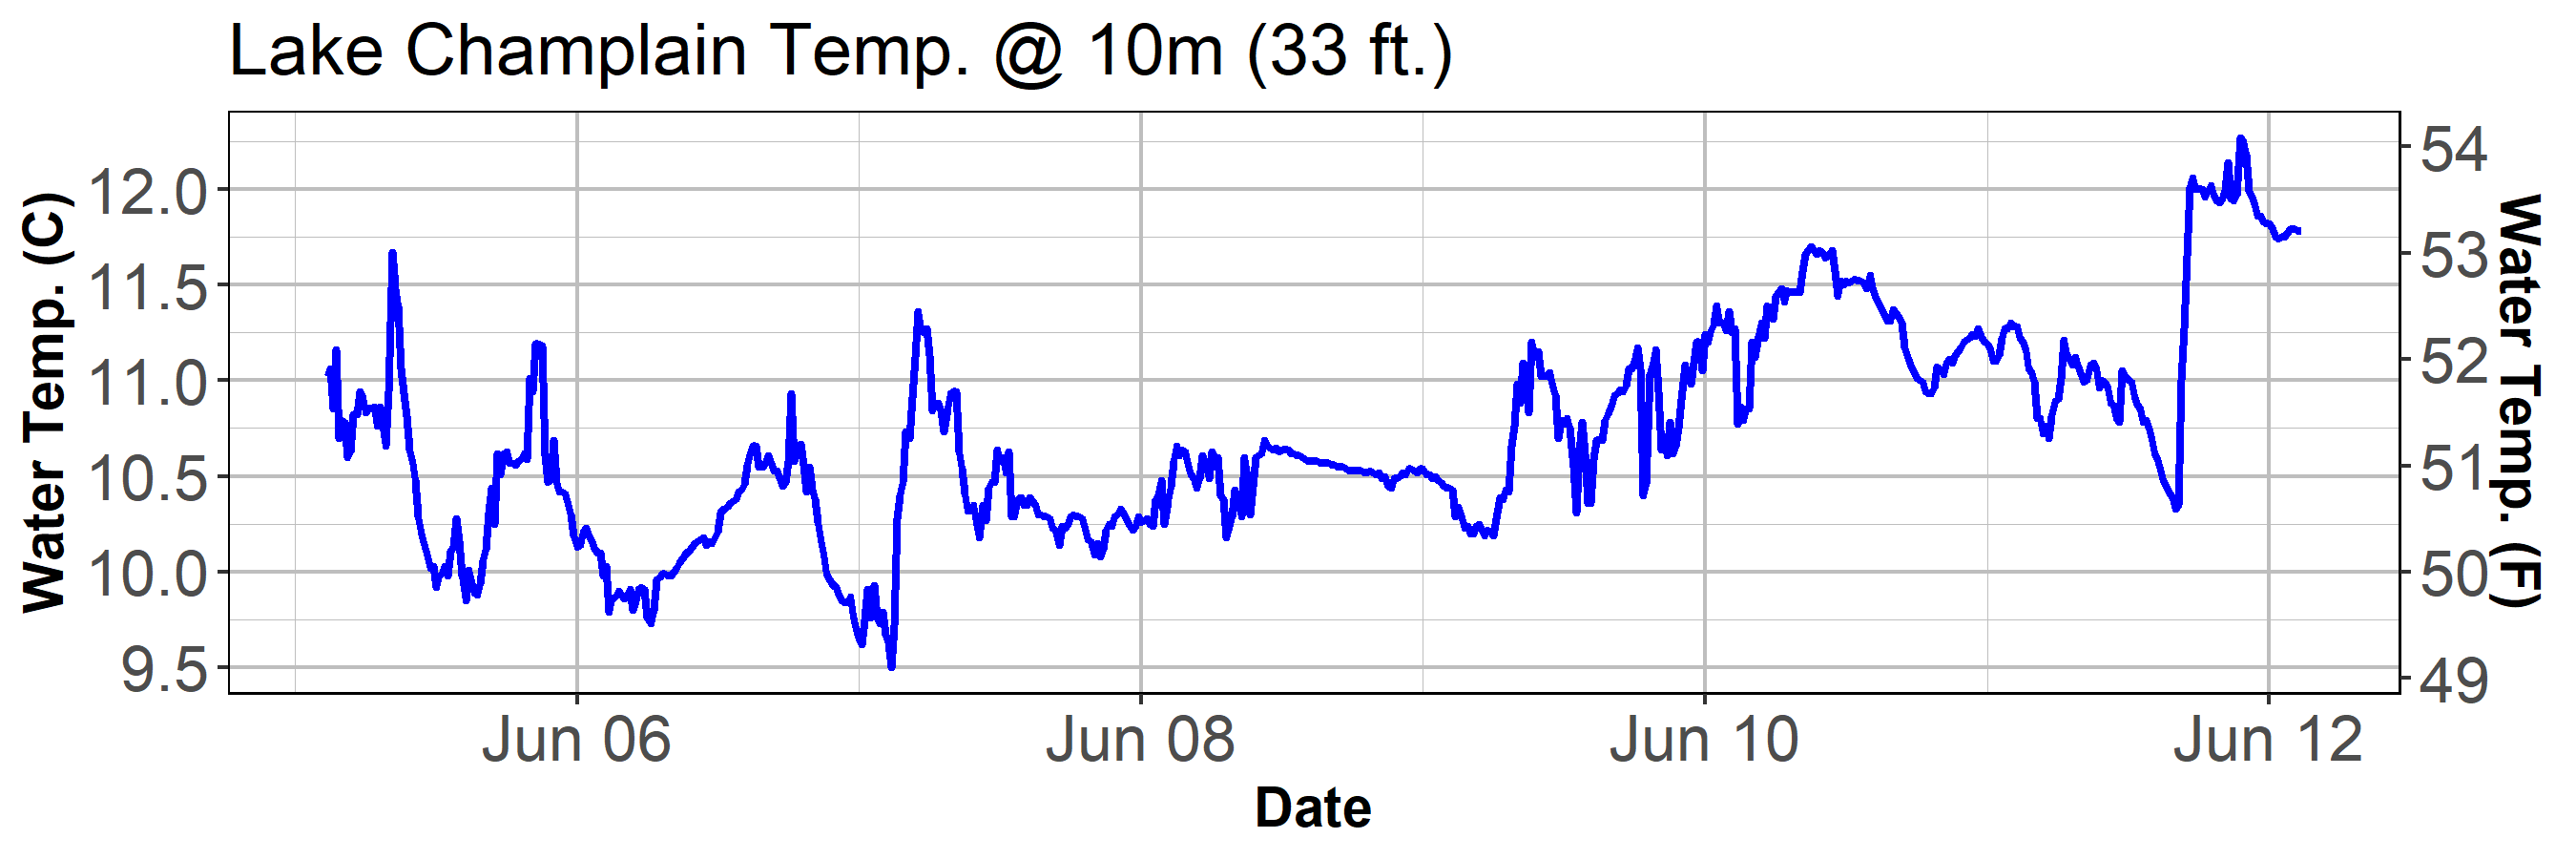 Lake Champlain Temp. @ 10m (33 ft.)
Water Temp. (C)
12.0
11.5
11.0
10.5
10.0
9.5
54
53
52
51
50
49
Water Temp. (F)
Jun 06 Jun 08 Jun 10 Jun 12
Date